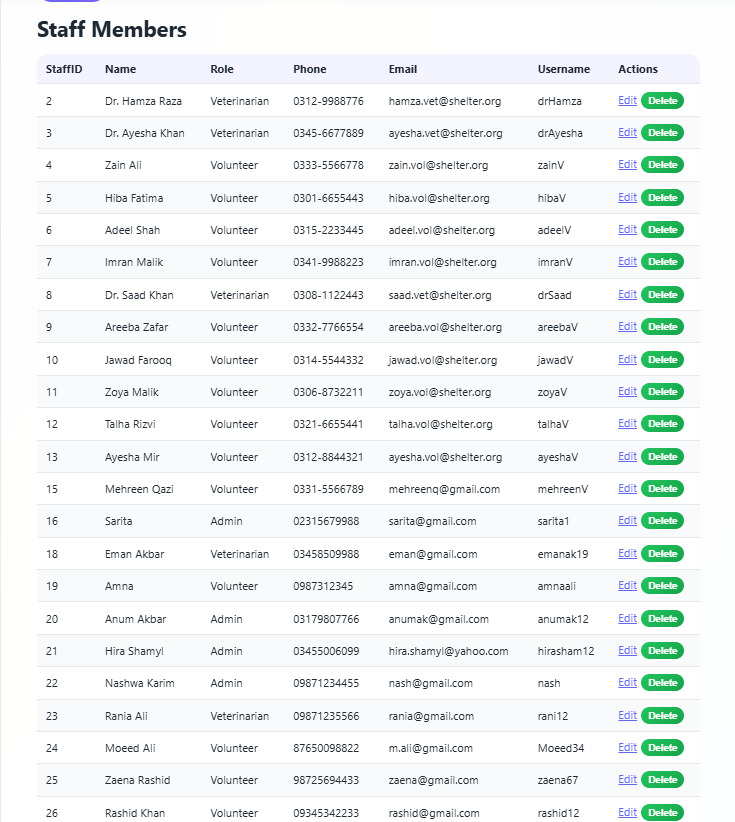 Staff Members
StaffID Name Role Phone Email Username Actions
2 Dr. Hamza Raza Veterinarian 0312-9988776 hamza.vet@shelter.org drHamza Edit Delete
3 Dr. Ayesha Khan Veterinarian 0345-6677889 ayesha.vet@shelter.org drAyesha Edit Delete
4 Zain Ali Volunteer 0333-5566778 zain.vol@shelter.org zainV Edit Delete
5 Hiba Fatima Volunteer 0301-6655443 hiba.vol@shelter.org hibaV Edit Delete
6 Adeel Shah Volunteer 0315-2233445 adeel.vol@shelter.org adeelV Edit Delete
7 Imran Malik Volunteer 0341-9988223 imran.vol@shelter.org imranV Edit Delete
8 Dr. Saad Khan Veterinarian 0308-1122443 saad.vet@shelter.org drSaad Edit Delete
9 Areeba Zafar Volunteer 0332-7766554 areeba.vol@shelter.org areebaV Edit Delete
10 Jawad Farooq Volunteer 0314-5544332 jawad.vol@shelter.org jawadV Edit Delete
11 Zoya Malik Volunteer 0306-8732211 zoya.vol@shelter.org zoyaV Edit Delete
12 Talha Rizvi Volunteer 0321-6655441 talha.vol@shelter.org talhaV Edit Delete
13 Ayesha Mir Volunteer 0312-8844321 ayesha.vol@shelter.org ayeshaV Edit Delete
15 Mehreen Qazi Volunteer 0331-5566789 mehreenq@gmail.com mehreenV Edit Delete
16 Sarita Admin 02315679988 sarita@gmail.com sarita1 Edit Delete
18 Eman Akbar Veterinarian 03458509988 eman@gmail.com emanak19 Edit Delete
19 Amna Volunteer 0987312345 amna@gmail.com amnaali Edit Delete
20 Anum Akbar Admin 03179807766 anumak@gmail.com anumak12 Edit Delete
21 Hira Shamyl Admin 03455006099 hira.shamyl@yahoo.com hirasham12 Edit Delete
22 Nashwa Karim Admin 09871234455 nash@gmail.com nash Edit Delete
23 Rania Ali Veterinarian 09871235566 rania@gmail.com rani12 Edit Delete
24 Moeed Ali Volunteer 87650098822 m.ali@gmail.com Moeed34 Edit Delete
25 Zaena Rashid Volunteer 98725694433 zaena@gmail.com zaena67 Edit Delete
26 Rashid Khan Volunteer 09345342233 rashid@gmail.com rashid12 Edit Delete